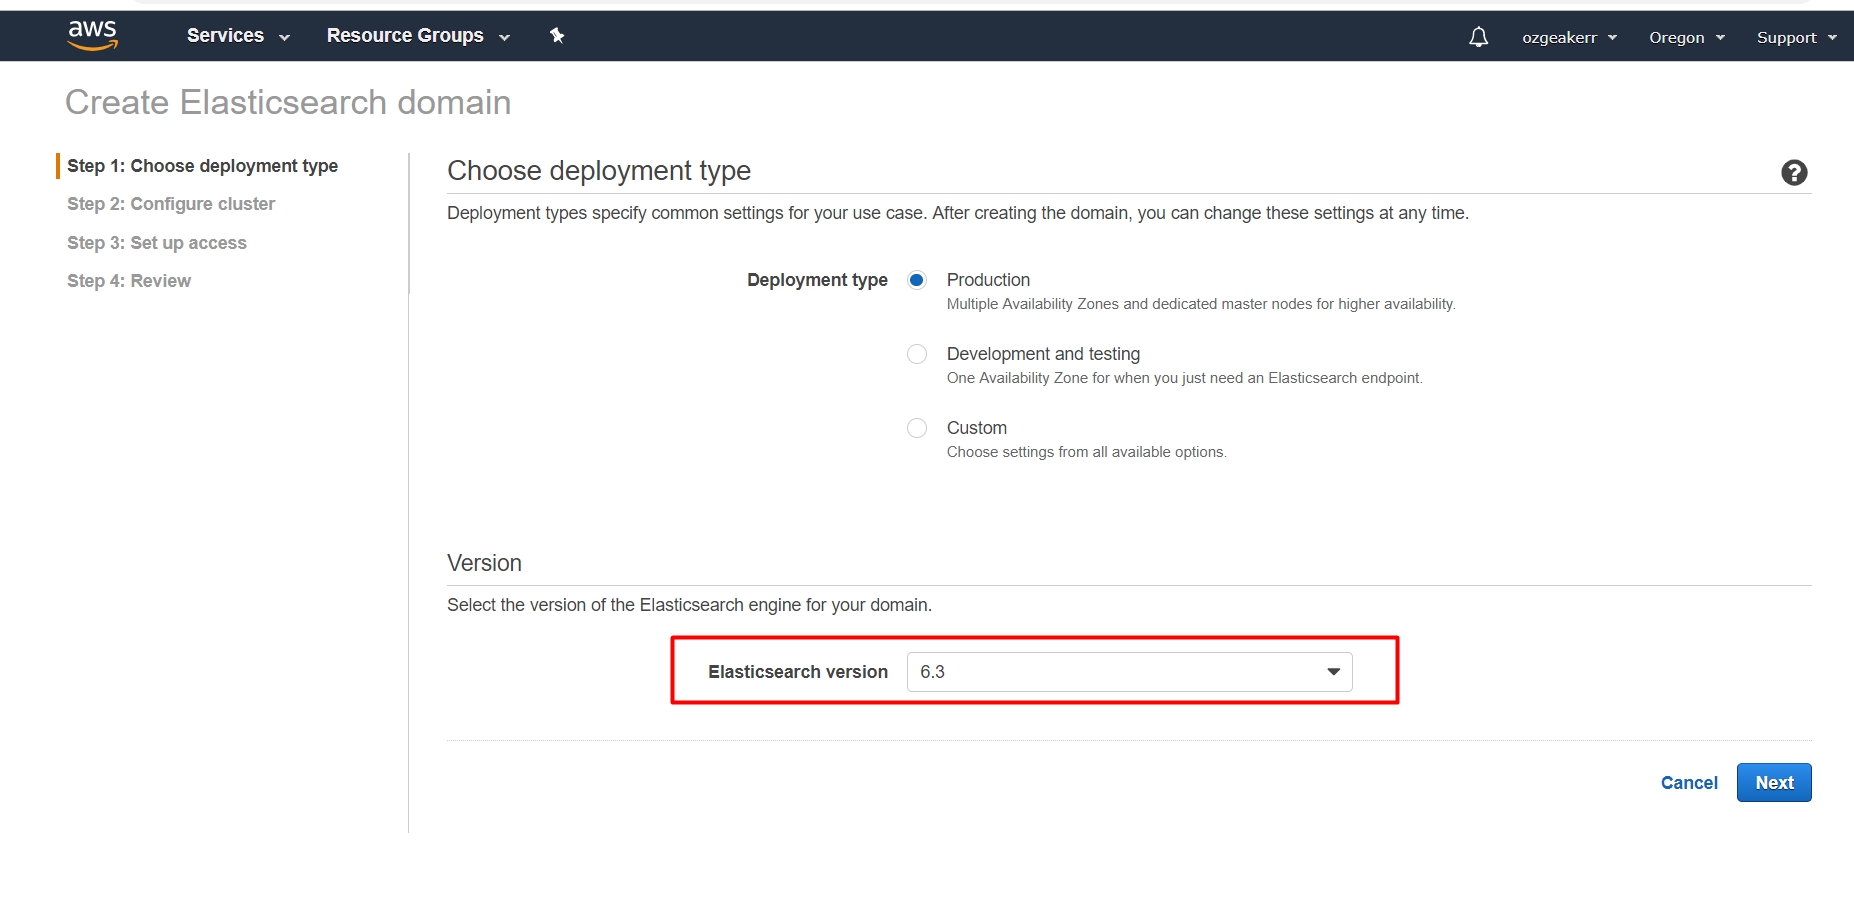 aws Services Resource Groups ozgeakerr Oregon Support
Create Elasticsearch domain
Step 1: Choose deployment type
Step 2: Configure cluster
Step 3: Set up access
Step 4: Review
Choose deployment type ?
Deployment types specify common settings for your use case. After creating the domain, you can change these settings at any time.
Deployment type Production
Multiple Availability Zones and dedicated master nodes for higher availability.
Development and testing
One Availability Zone for when you just need an Elasticsearch endpoint.
Custom
Choose settings from all available options.
Version
Select the version of the Elasticsearch engine for your domain.
Elasticsearch version 6.3
Cancel Next